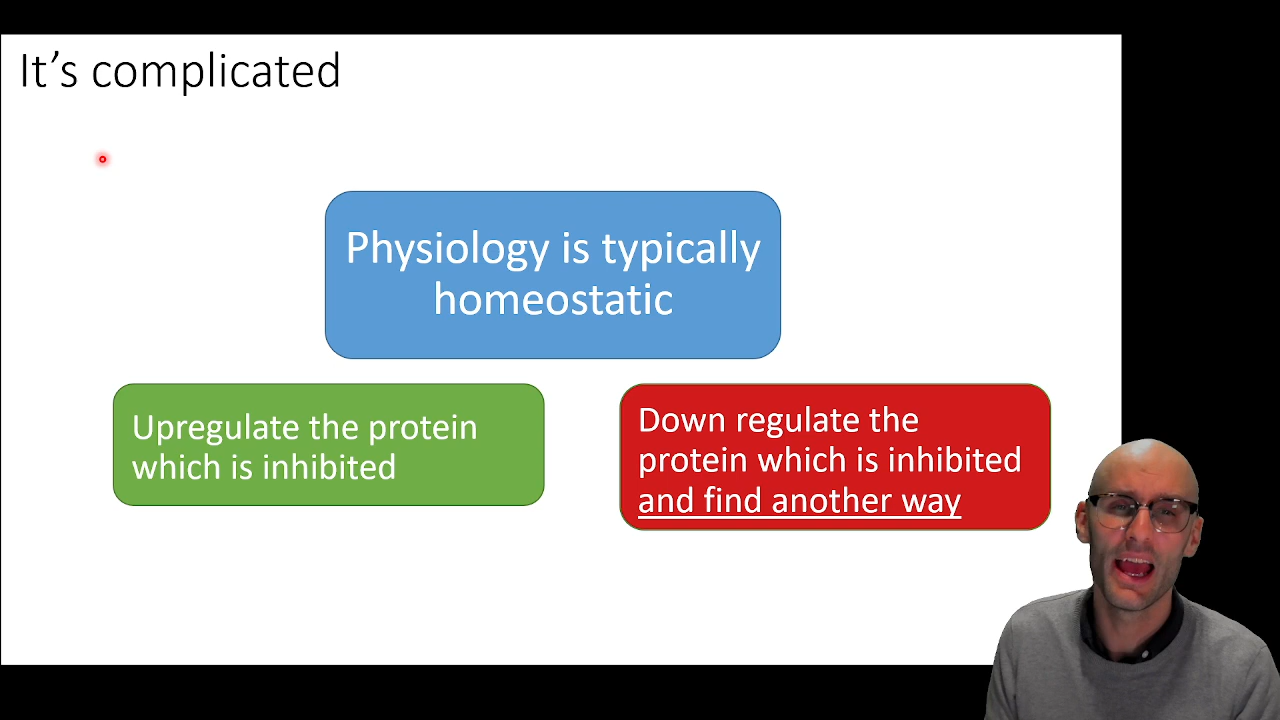 It’s complicated
Physiology is typically
homeostatic
Upregulate the protein
which is inhibited
Down regulate the
protein which is inhibited
and find another way